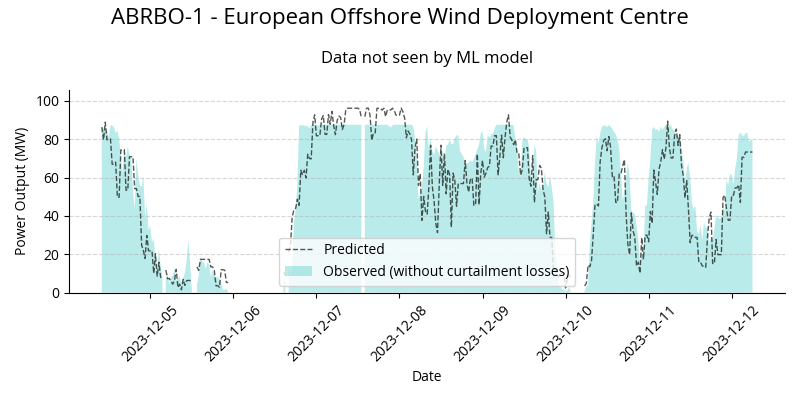 ABRBO-1 - European Offshore Wind Deployment Centre
Data not seen by ML model
Power Output (MW)
100
80
60
40
20
0
Predicted
Observed (without curtailment losses)
2023-12-05
2023-12-06
2023-12-07
2023-12-08
2023-12-09
2023-12-10
2023-12-11
2023-12-12
Date